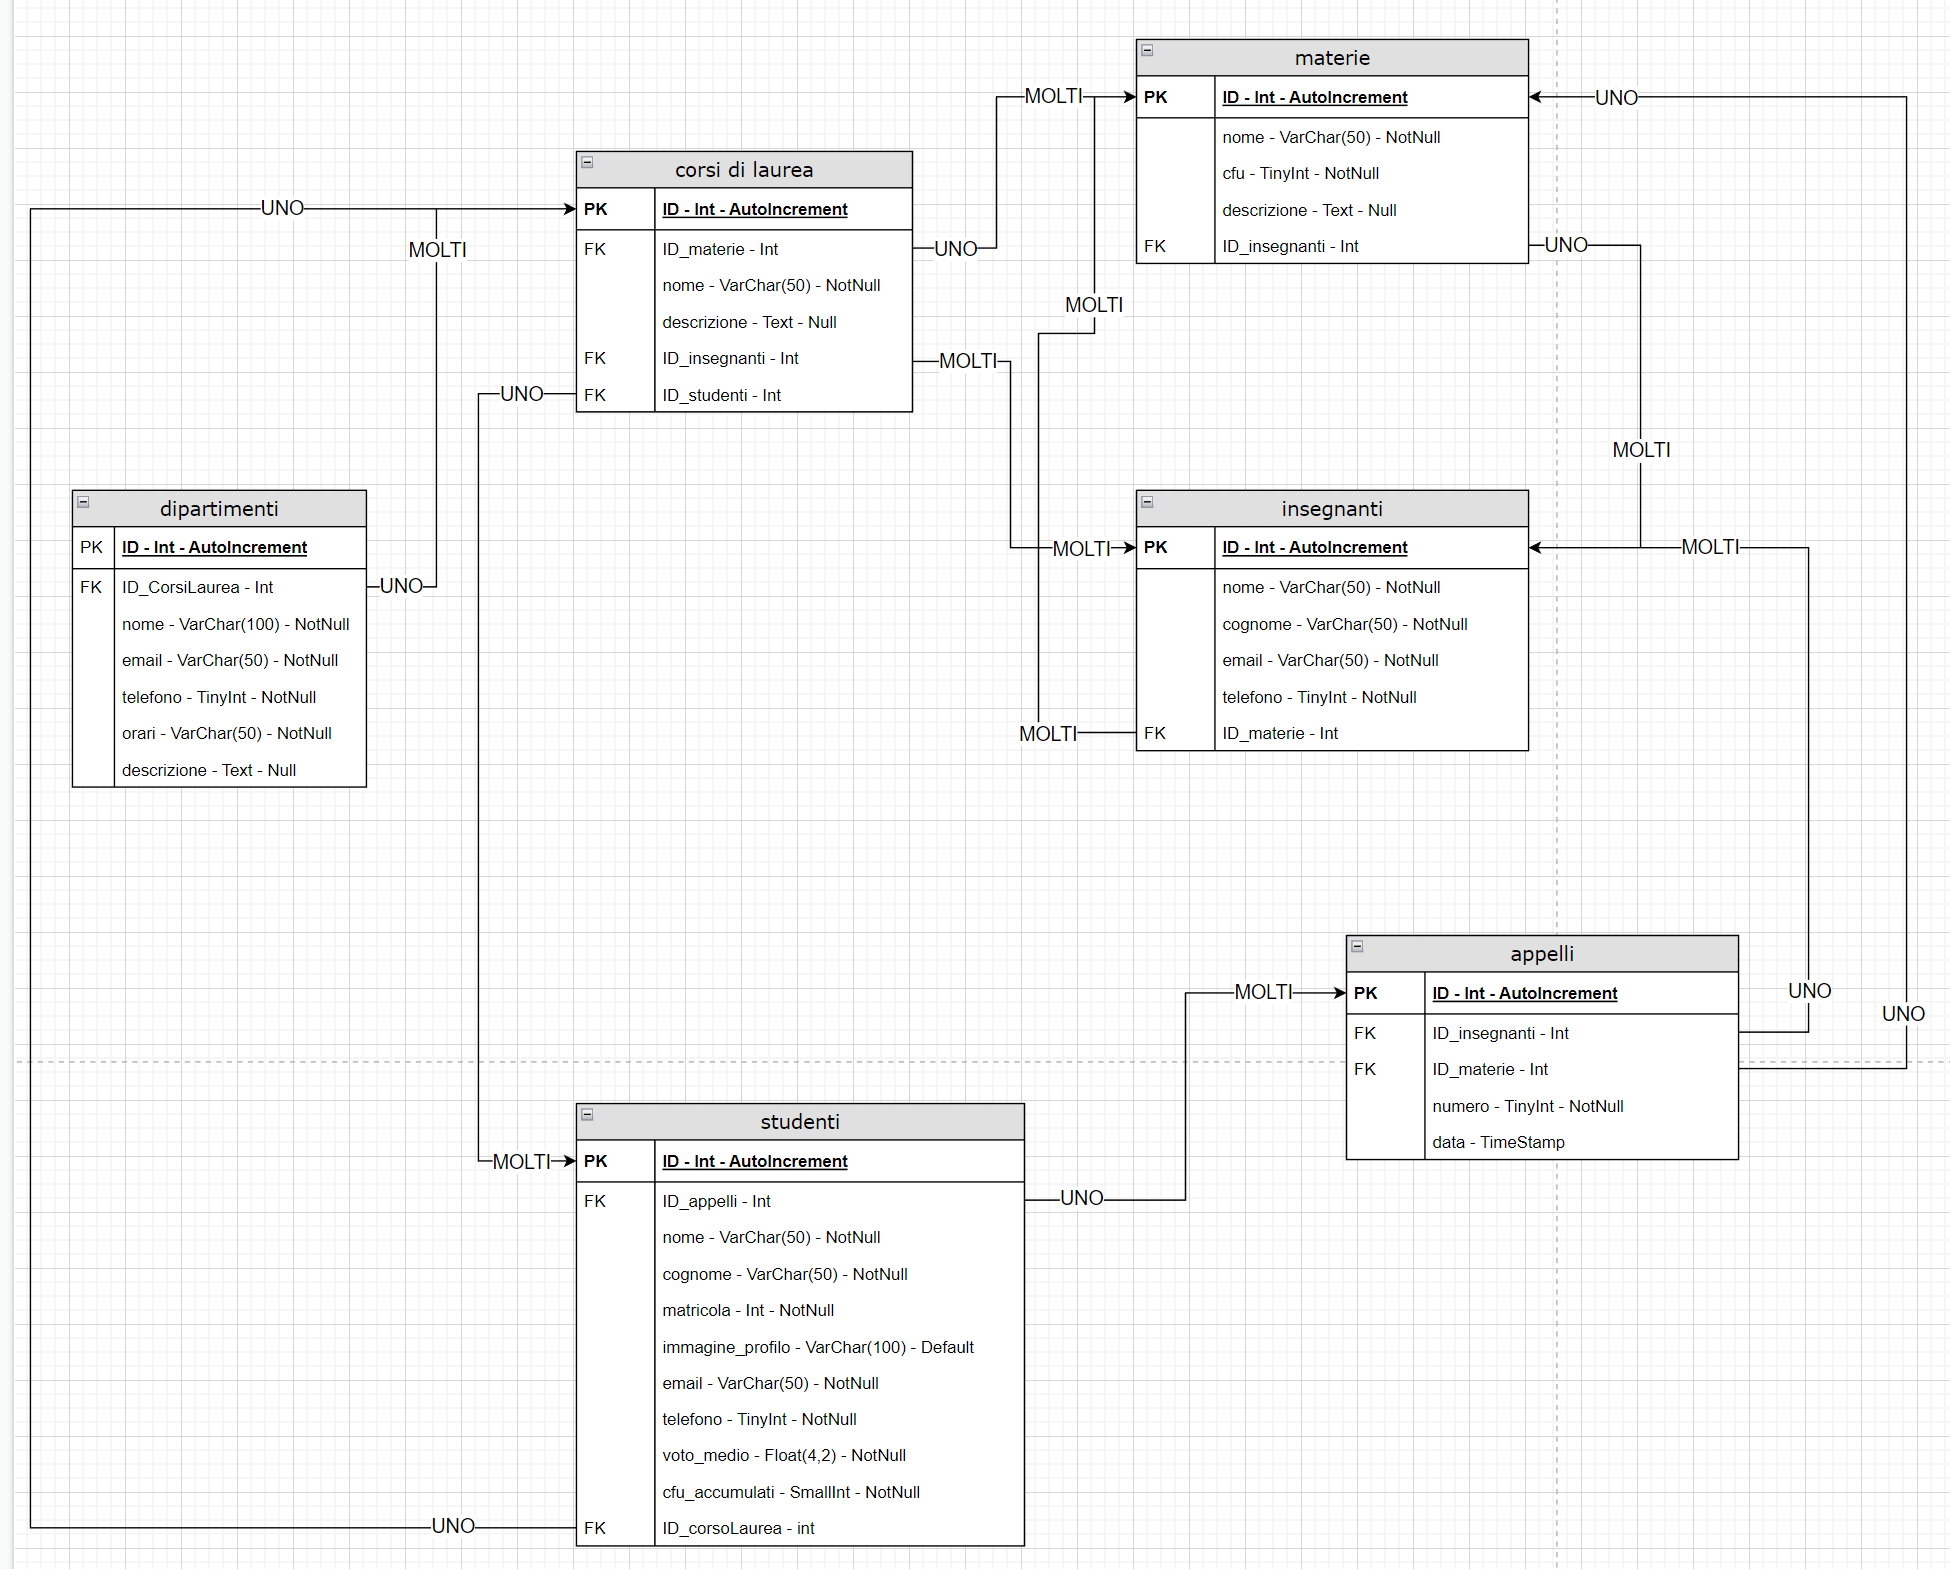 materie
PK ID - Int - AutoIncrement
nome - VarChar(50) - NotNull
cfu - TinyInt - NotNull
descrizione - Text - Null
FK ID_insegnanti - Int
corsi di laurea
PK ID - Int - AutoIncrement
FK ID_materie - Int
nome - VarChar(50) - NotNull
descrizione - Text - Null
FK ID_insegnanti - Int
FK ID_studenti - Int
dipartimenti
PK ID - Int - AutoIncrement
FK ID_CorsiLaurea - Int
nome - VarChar(100) - NotNull
email - VarChar(50) - NotNull
telefono - TinyInt - NotNull
orari - VarChar(50) - NotNull
descrizione - Text - Null
insegnanti
PK ID - Int - AutoIncrement
nome - VarChar(50) - NotNull
cognome - VarChar(50) - NotNull
email - VarChar(50) - NotNull
telefono - TinyInt - NotNull
FK ID_materie - Int
appelli
PK ID - Int - AutoIncrement
FK ID_insegnanti - Int
FK ID_materie - Int
numero - TinyInt - NotNull
data - TimeStamp
studenti
PK ID - Int - AutoIncrement
FK ID_appelli - Int
nome - VarChar(50) - NotNull
cognome - VarChar(50) - NotNull
matricola - Int - NotNull
immagine_profilo - VarChar(100) - Default
email - VarChar(50) - NotNull
telefono - TinyInt - NotNull
voto_medio - Float(4,2) - NotNull
cfu_accumulati - SmallInt - NotNull
FK ID_corsoLaurea - int
MOLTI
UNO
UNO
MOLTI
UNO
UNO
MOLTI
MOLTI
UNO
MOLTI
UNO
MOLTI
MOLTI
MOLTI
UNO
MOLTI
MOLTI
UNO
UNO
MOLTI
UNO
UNO